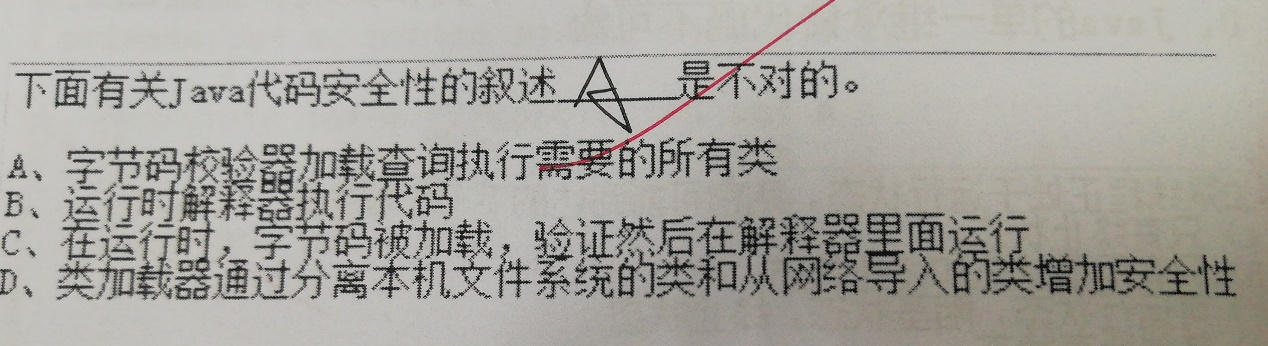 下面有关Java代码安全性的叙述 A 是不对的。
A、字节码校验器加载查询执行需要的所有类
B、运行时解释器执行代码
C、在运行时，字节码被加载，验证然后在解释器里面运行
D、类加载器通过分离本机文件系统的类和从网络导入的类增加安全性